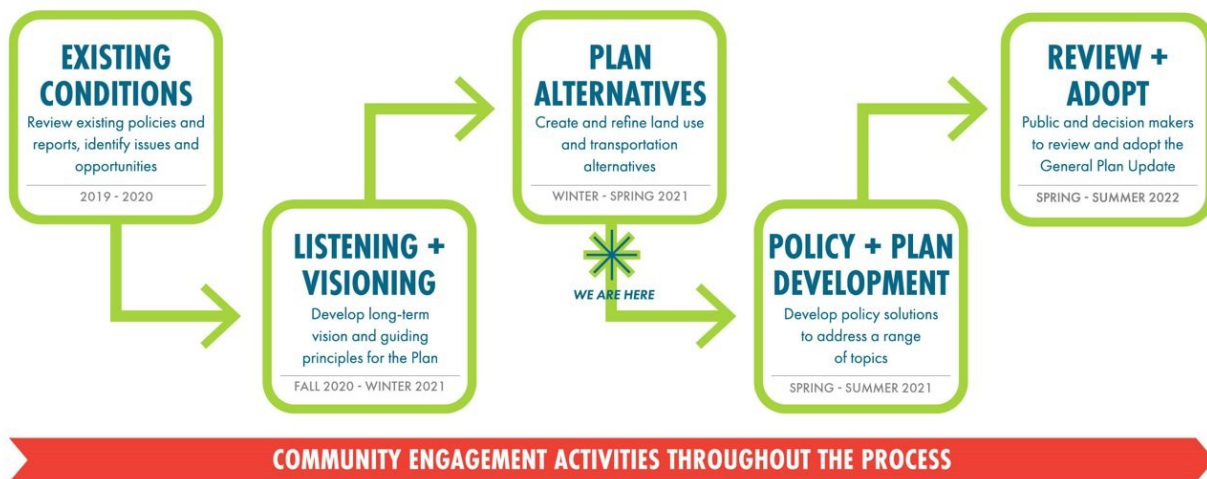 EXISTING
CONDITIONS
Review existing policies and
reports, identify issues and
opportunities
2019 - 2020
LISTENING +
VISIONING
Develop long-term
vision and guiding
principles for the Plan
FALL 2020 - WINTER 2021
PLAN
ALTERNATIVES
Create and refine land use
and transportation
alternatives
WINTER - SPRING 2021
WE ARE HERE
POLICY + PLAN
DEVELOPMENT
Develop policy solutions
to address a range
of topics
SPRING - SUMMER 2021
REVIEW +
ADOPT
Public and decision makers
to review and adopt the
General Plan Update
SPRING - SUMMER 2022
COMMUNITY ENGAGEMENT ACTIVITIES THROUGHOUT THE PROCESS